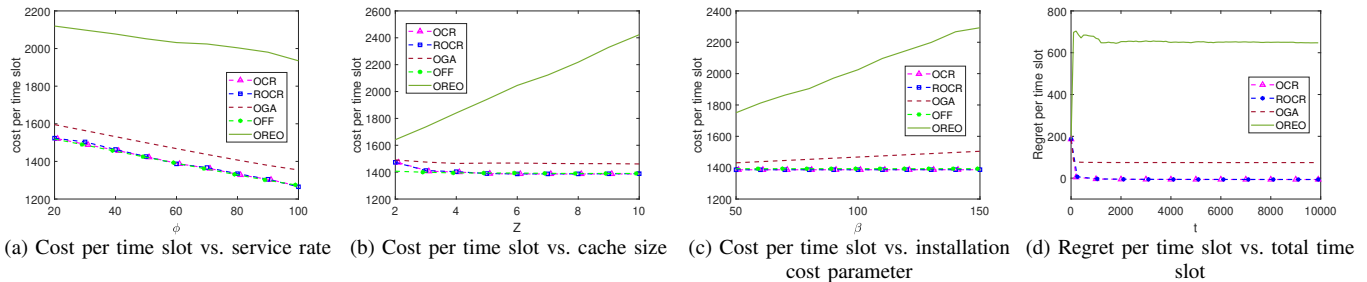 2200
2000
1800
1600
1400
1200
cost per time slot
20
40
60
80
100
ϕ
OCR
ROCR
OGA
OFF
OREO
(a) Cost per time slot vs. service rate
2600
2400
2200
2000
1800
1600
1400
1200
cost per time slot
2
4
6
8
10
Z
OCR
ROCR
OGA
OFF
OREO
(b) Cost per time slot vs. cache size
2400
2200
2000
1800
1600
1400
1200
cost per time slot
50
100
150
β
OCR
ROCR
OGA
OFF
OREO
(c) Cost per time slot vs. installation
cost parameter
800
600
400
200
0
Regret per time slot
0
2000
4000
6000
8000
10000
t
OCR
ROCR
OGA
OREO
(d) Regret per time slot vs. total time
slot